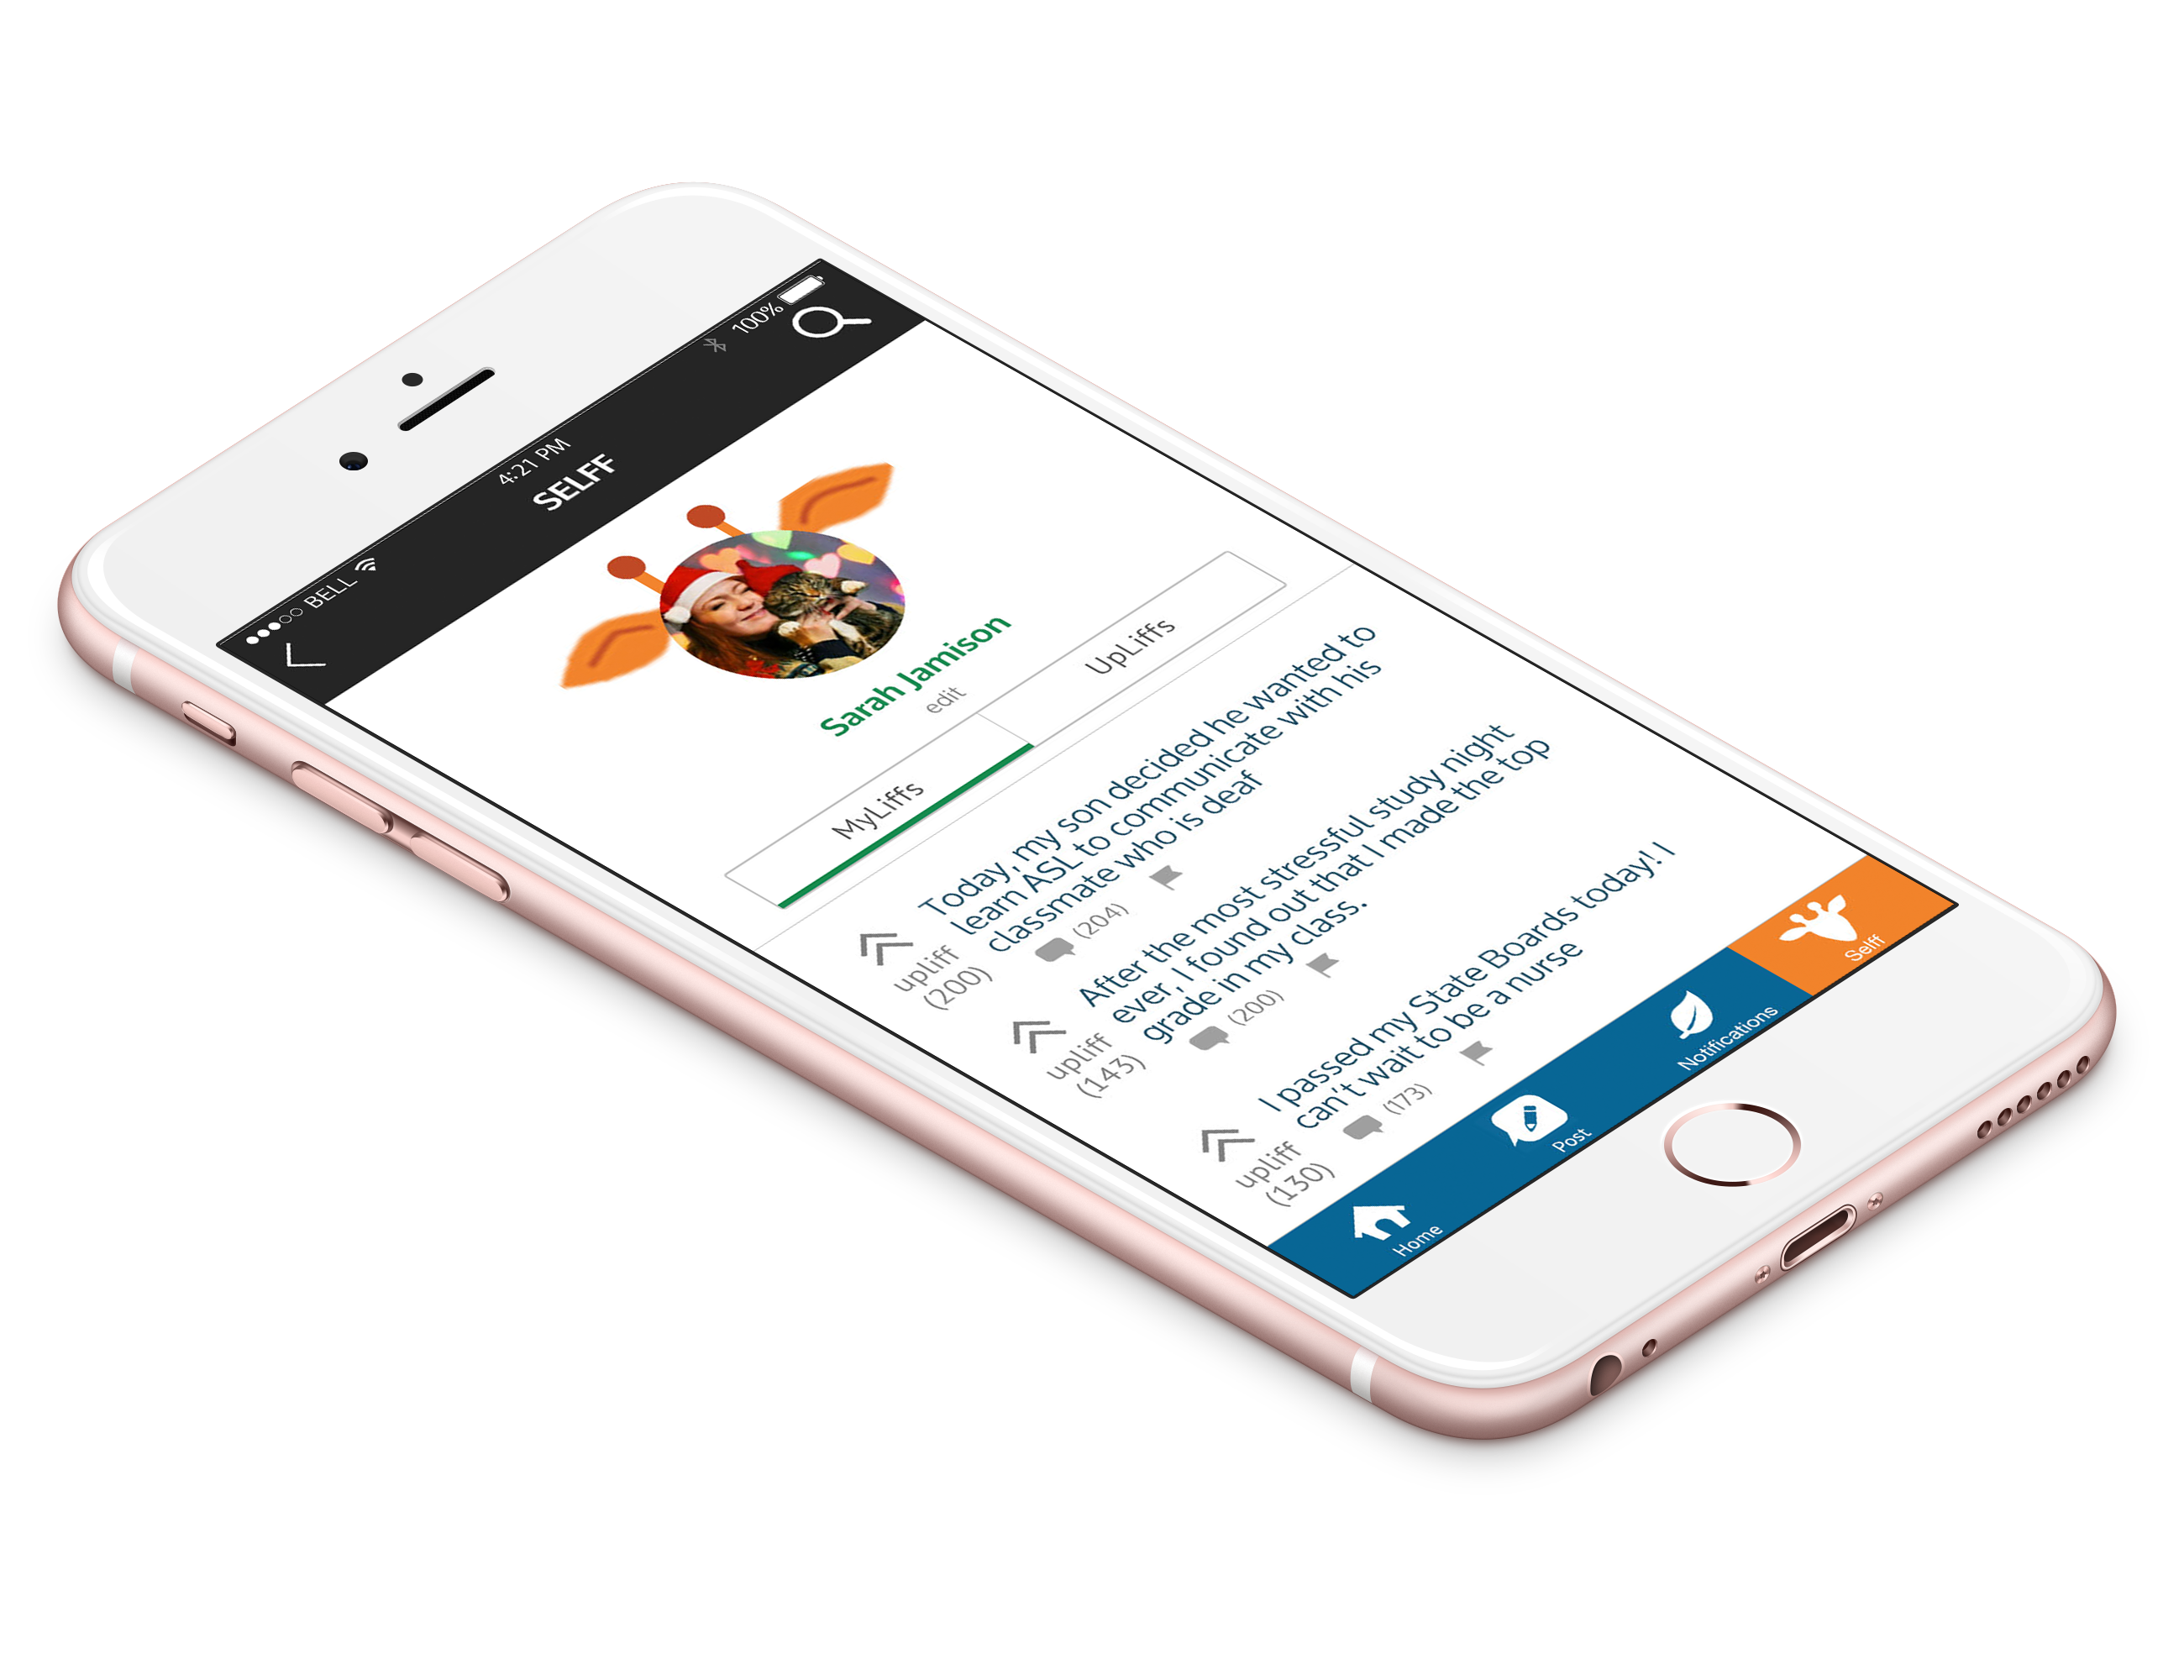 BELL
4:21 PM
100%
SELFF
Sarah Jamison
edit
MyLiffs
UpLiffs
Today, my son decided he wanted to
learn ASL to communicate with his
classmate who is deaf
upliff
(200)
(204)
After the most stressful study night
ever, I found out that I made the top
grade in my class.
upliff
(143)
(200)
I passed my State Boards today! I
can't wait to be a nurse
upliff
(130)
(173)
Home
Post
Notifications
Selff